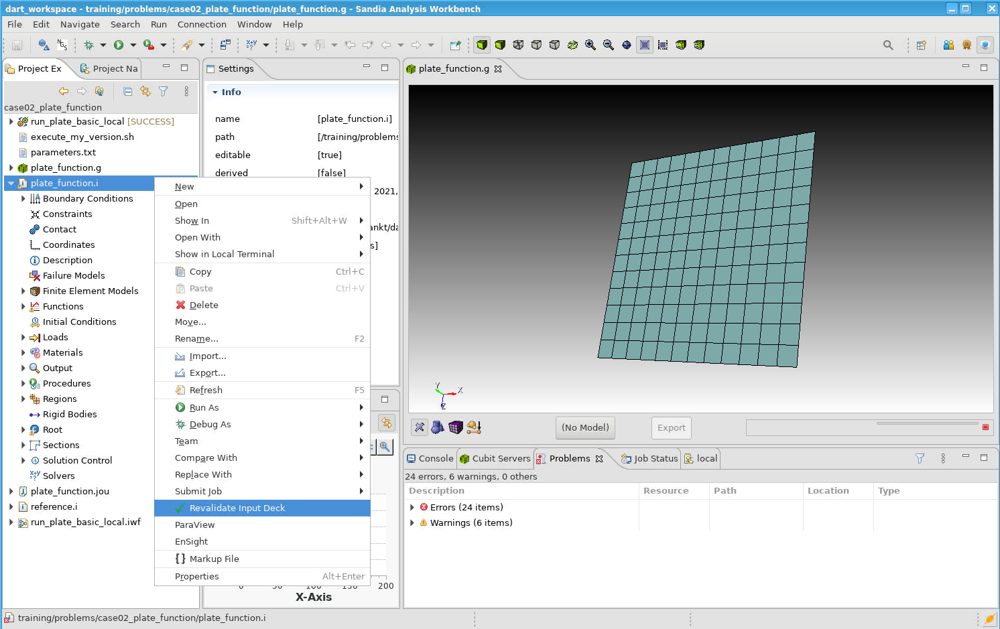 dart_workspace - training/problems/case02_plate_function/plate_function.g - Sandia Analysis Workbench
File Edit Navigate Search Run Connection Window Help
Project Ex Project Na
case02_plate_function
run_plate_basic_local [SUCCESS]
execute_my_version.sh
parameters.txt
plate_function.g
plate_function.i
Boundary Conditions
Constraints
Contact
Coordinates
Description
Failure Models
Finite Element Models
Functions
Initial Conditions
Loads
Materials
Output
Procedures
Regions
Rigid Bodies
Root
Sections
Solution Control
Solvers
plate_function.jou
reference.i
run_plate_basic_local.iwf
Settings
Info
name [plate_function.i]
path [/training/problems
editable [true]
derived [false]
2021,
ankt/da
s]
New
Open
Show In Shift+Alt+W
Open With
Show in Local Terminal
Copy Ctrl+C
Paste Ctrl+V
Delete
Move...
Rename... F2
Import...
Export...
Refresh F5
Run As
Debug As
Team
Compare With
Replace With
Submit Job
Revalidate Input Deck
ParaView
EnSight
Markup File
Properties Alt+Enter
0 50 100 150 200
X-Axis
plate_function.g
Y X
Z
(No Model) Export
Console Cubit Servers Problems Job Status local
24 errors, 6 warnings, 0 others
Description Resource Path Location Type
Errors (24 items)
Warnings (6 items)
training/problems/case02_plate_function/plate_function.i